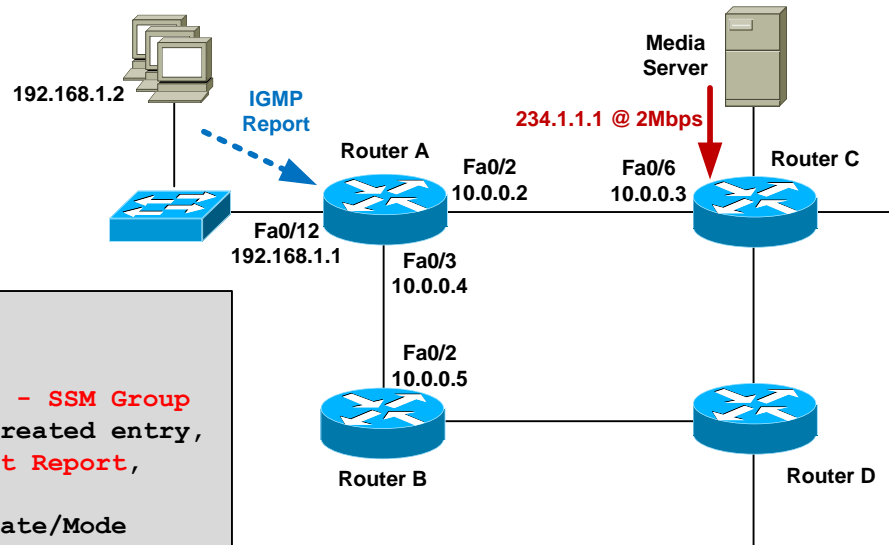 Media
Server
192.168.1.2
IGMP
Report
234.1.1.1 @ 2Mbps
Router A
Router C
Fa0/2
10.0.0.2
Fa0/6
10.0.0.3
Fa0/12
192.168.1.1
Fa0/3
10.0.0.4
Fa0/2
10.0.0.5
- SSM Group
reated entry,
t Report,
ate/Mode
Router B
Router D